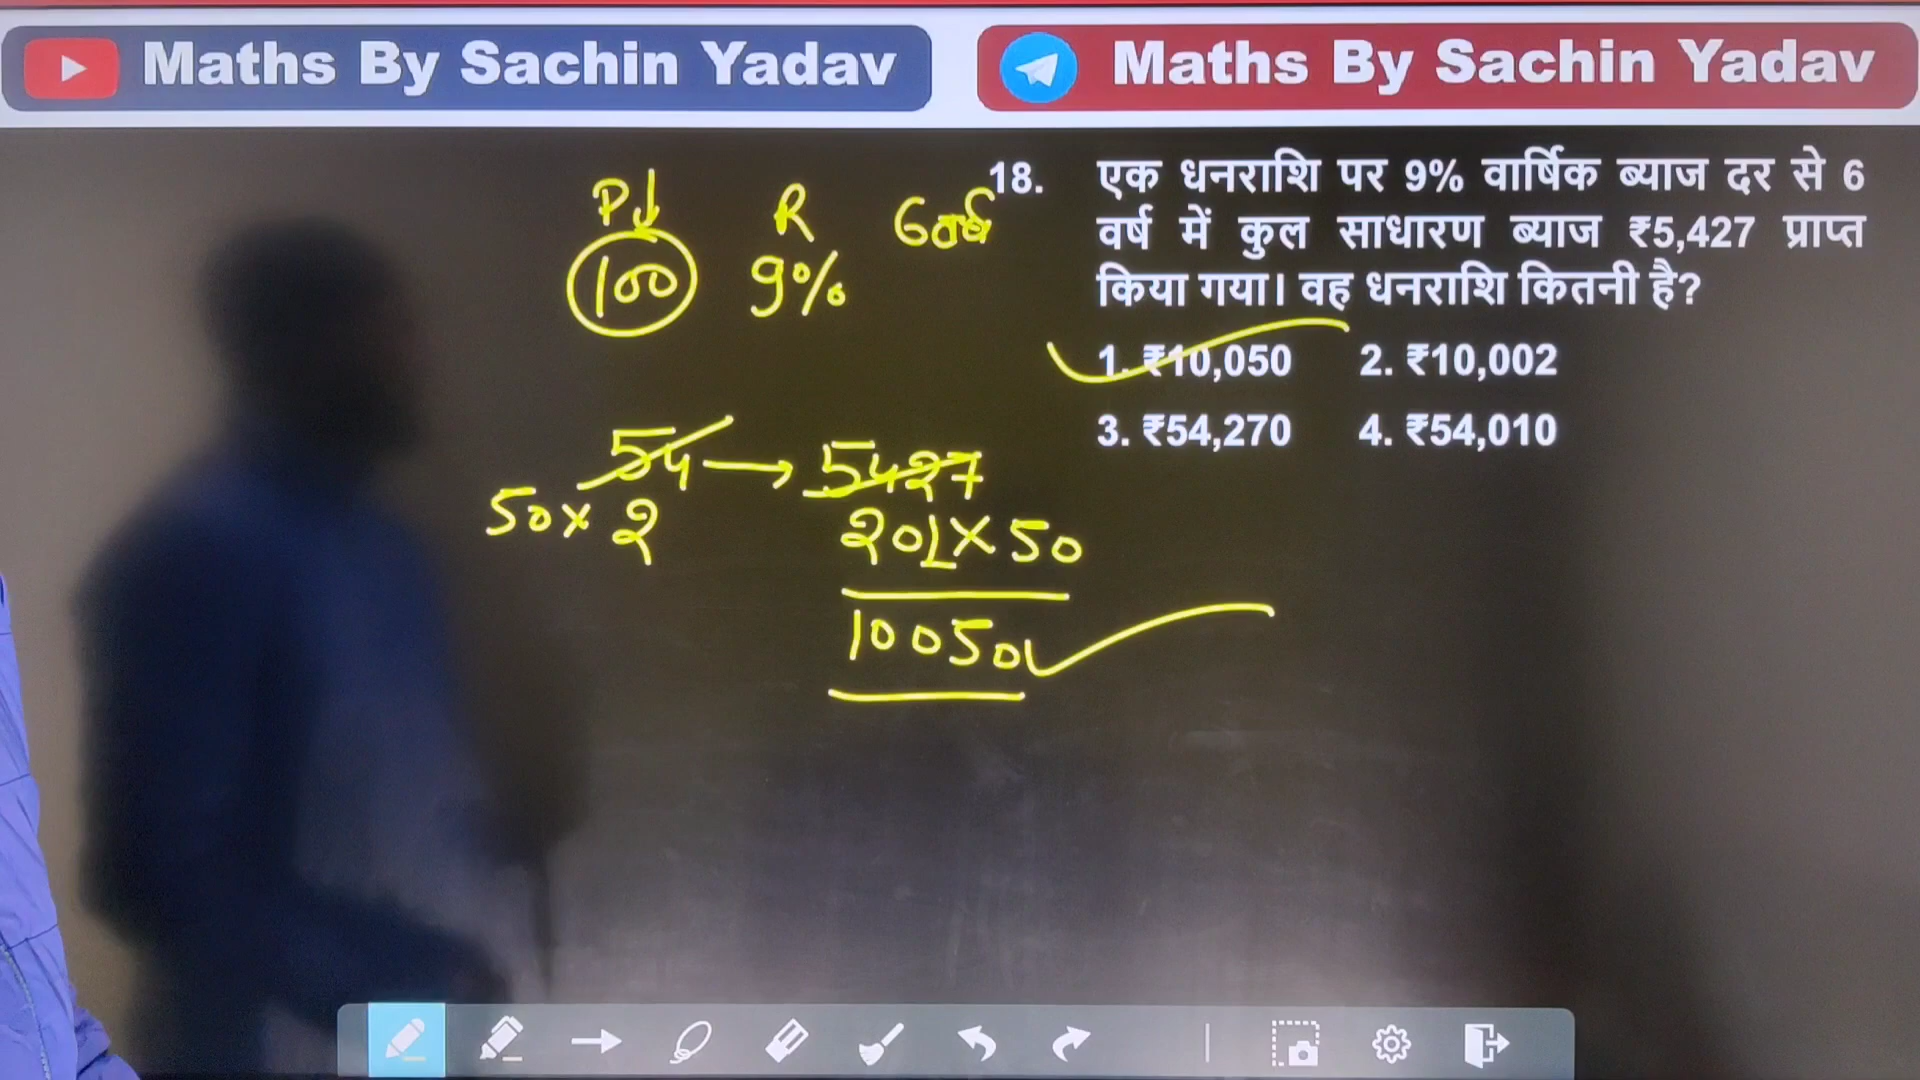 Maths By Sachin Yadav
Maths By Sachin Yadav
18. एक धनराशि पर 9% वार्षिक ब्याज दर से 6
वर्ष में कुल साधारण ब्याज ₹5,427 प्राप्त
किया गया। वह धनराशि कितनी है?
1. ₹10,050 2. ₹10,002
3. ₹54,270 4. ₹54,010
P R 6वर्ष
100 9%
54 → 5427
50 × 2 201 × 50
10050